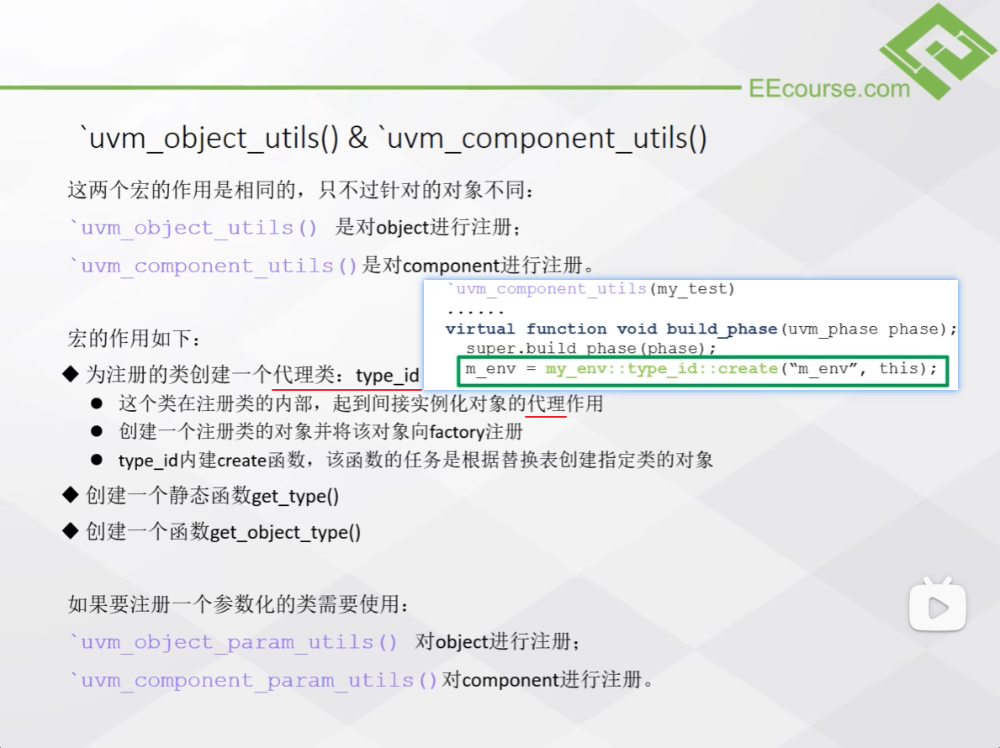 EEcourse.com
`uvm_object_utils() & `uvm_component_utils()
这两个宏的作用是相同的，只不过针对的对象不同：
`uvm_object_utils() 是对object进行注册；
`uvm_component_utils()是对component进行注册。
`uvm_component_utils(my_test)
......
virtual function void build_phase(uvm_phase phase);
super.build_phase(phase);
m_env = my_env::type_id::create(“m_env”, this);
宏的作用如下：
◆ 为注册的类创建一个代理类：type_id
● 这个类在注册类的内部，起到间接实例化对象的代理作用
● 创建一个注册类的对象并将该对象向factory注册
● type_id内建create函数，该函数的任务是根据替换表创建指定类的对象
◆ 创建一个静态函数get_type()
◆ 创建一个函数get_object_type()
如果要注册一个参数化的类需要使用：
`uvm_object_param_utils() 对object进行注册；
`uvm_component_param_utils()对component进行注册。